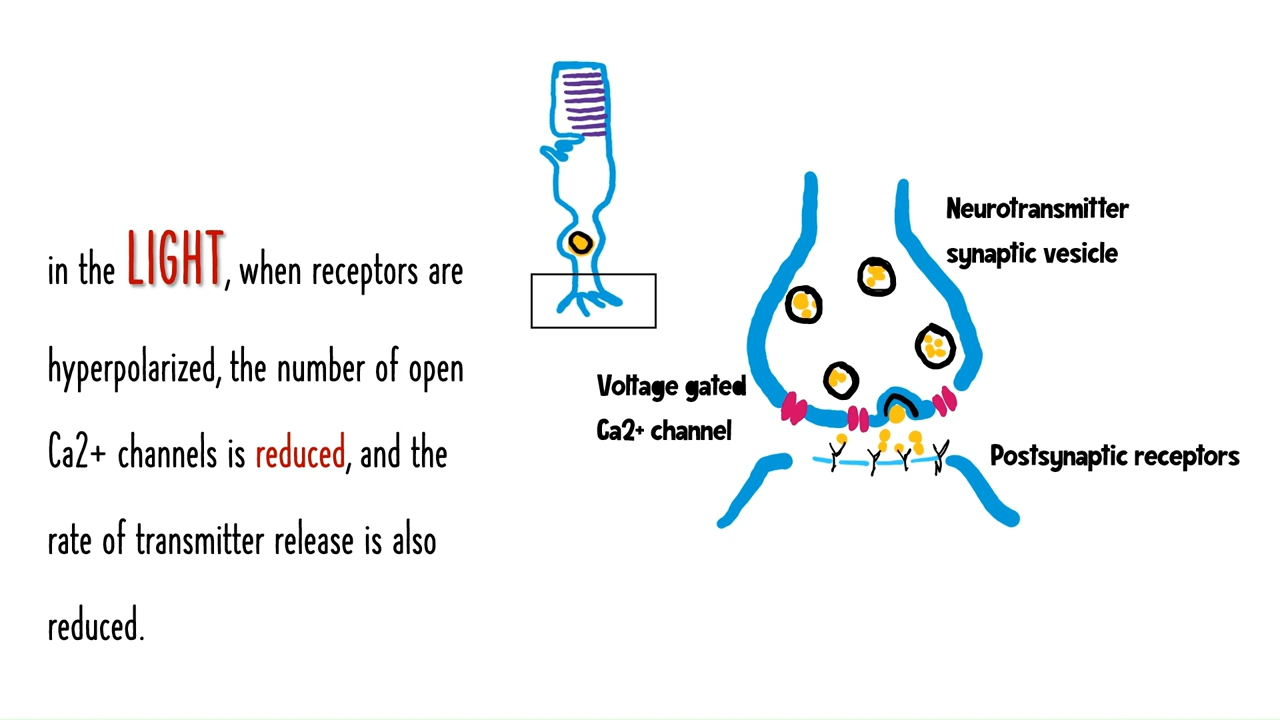 in the LIGHT, when receptors are
hyperpolarized, the number of open
Ca2+ channels is reduced, and the
rate of transmitter release is also
reduced.
Neurotransmitter
synaptic vesicle
Voltage gated
Ca2+ channel
Postsynaptic receptors